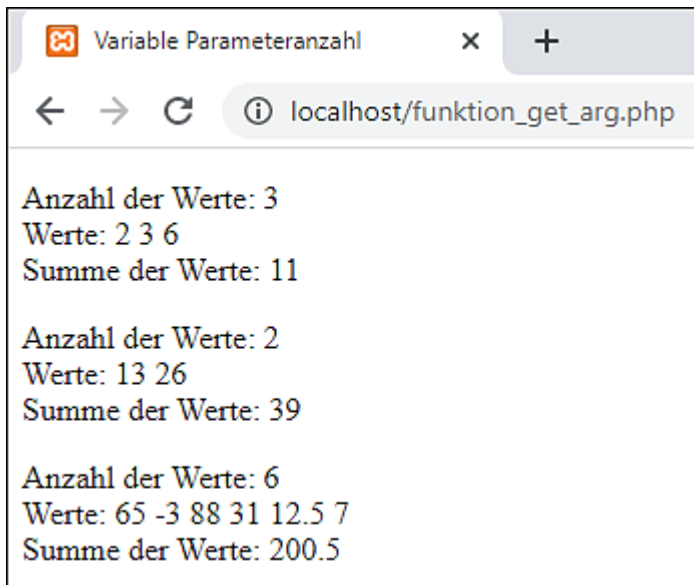 Variable Parameteranzahl
localhost/funktion_get_arg.php
Anzahl der Werte: 3
Werte: 2 3 6
Summe der Werte: 11
Anzahl der Werte: 2
Werte: 13 26
Summe der Werte: 39
Anzahl der Werte: 6
Werte: 65 -3 88 31 12.5 7
Summe der Werte: 200.5